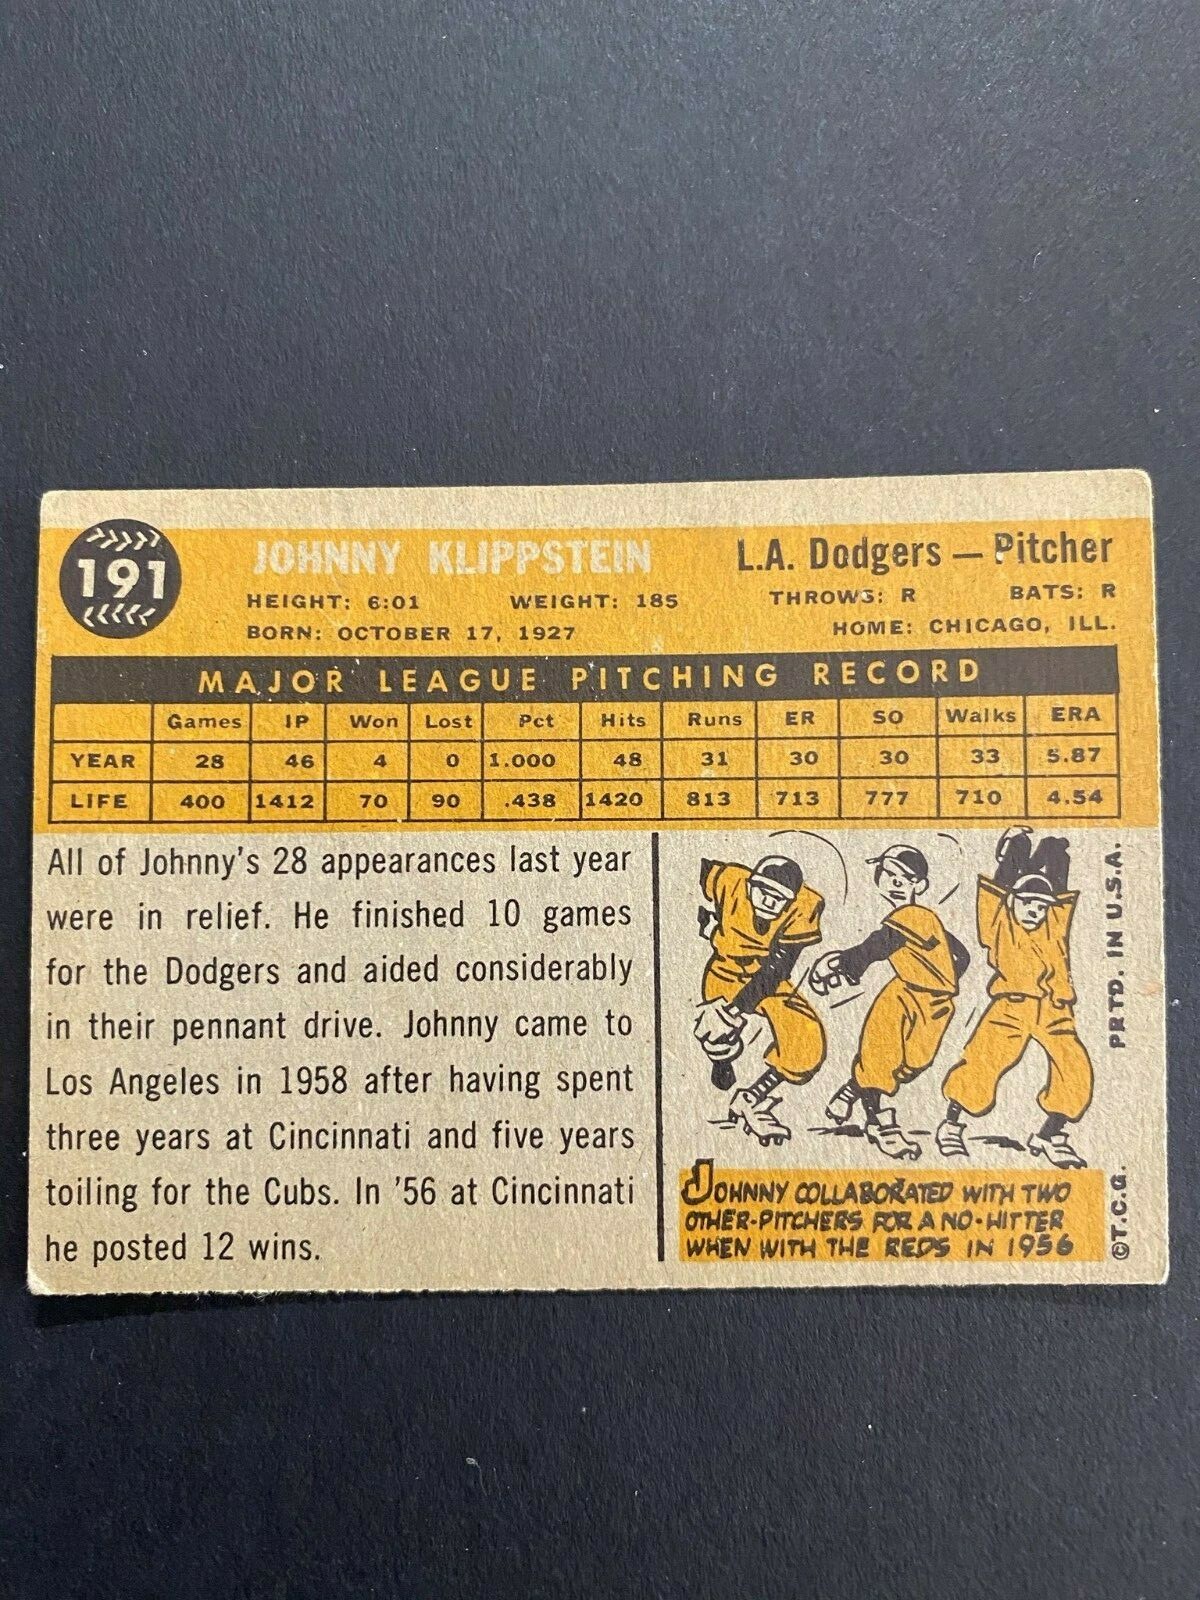 191
JOHNNY KLIPPSTEIN
L.A. Dodgers — Pitcher
HEIGHT: 6:01 WEIGHT: 185 THROWS: R BATS: R
BORN: OCTOBER 17, 1927 HOME: CHICAGO, ILL.
MAJOR LEAGUE PITCHING RECORD
Games IP Won Lost Pct Hits Runs ER SO Walks ERA
YEAR 28 46 4 0 1.000 48 31 30 30 33 5.87
LIFE 400 1412 70 90 .438 1420 813 713 777 710 4.54
All of Johnny's 28 appearances last year
were in relief. He finished 10 games
for the Dodgers and aided considerably
in their pennant drive. Johnny came to
Los Angeles in 1958 after having spent
three years at Cincinnati and five years
toiling for the Cubs. In '56 at Cincinnati
he posted 12 wins.
JOHNNY COLLABORATED WITH TWO
OTHER-PITCHERS FOR A NO-HITTER
WHEN WITH THE REDS IN 1956
©T.C.G. PRTD. IN U.S.A.